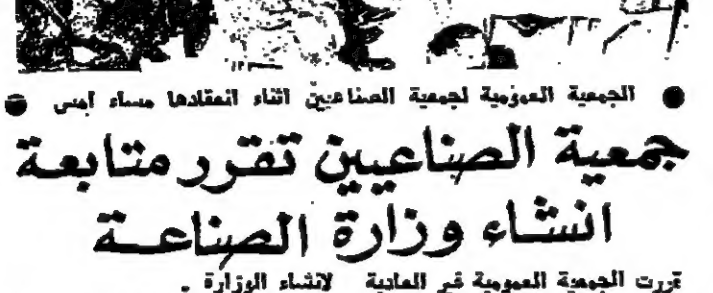 ● الجمعية العمومية لجمعية الصناعيين اثناء انعقادها مساء امس ●
جمعية الصناعيين تقرر متابعة
انشاء وزارة الصناعة
قررت الجمعية العمومية غير العادية لانشاء الوزارة .